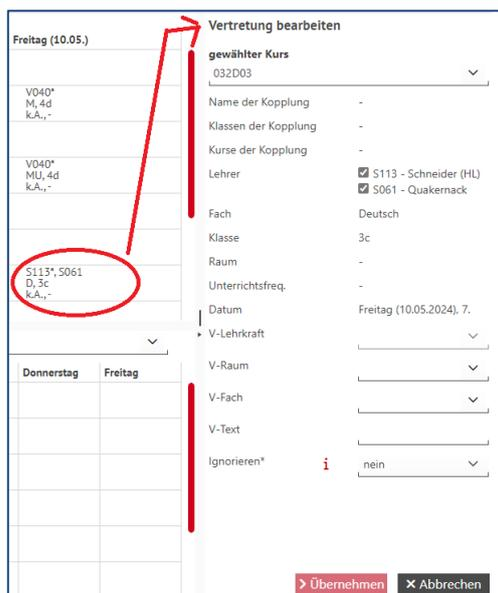 Freitag (10.05.)
V040*
M, 4d
k.A., -
V040*
MU, 4d
k.A., -
S113*, S061
D, 3c
k.A., -
Donnerstag Freitag
Vertretung bearbeiten
gewählter Kurs
032D03
Name der Kopplung -
Klassen der Kopplung -
Kurse der Kopplung -
Lehrer S113 - Schneider (HL)
S061 - Quakernack
Fach Deutsch
Klasse 3c
Raum -
Unterrichtsfreq. -
Datum Freitag (10.05.2024), 7.
V-Lehrkraft
V-Raum
V-Fach
V-Text
Ignorieren* i nein
> Übernehmen × Abbrechen